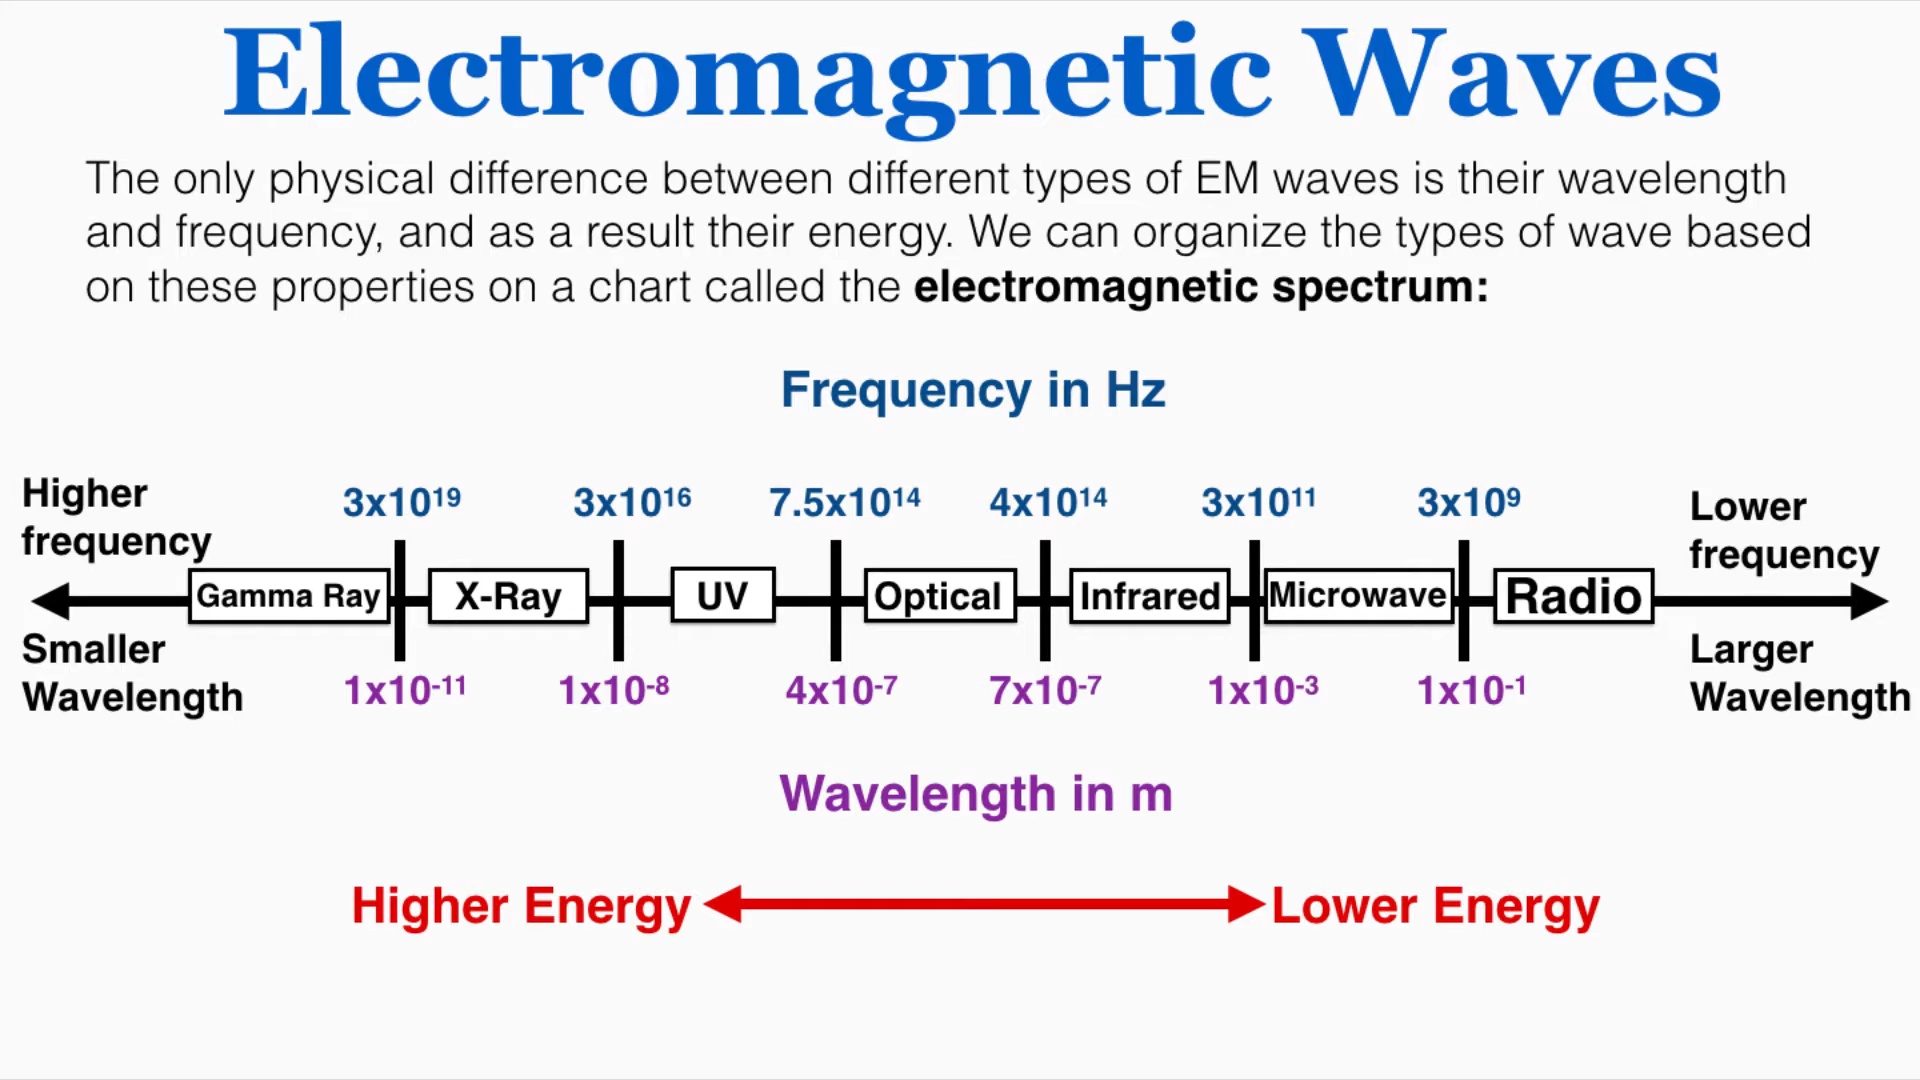 Electromagnetic Waves
The only physical difference between different types of EM waves is their wavelength
and frequency, and as a result their energy. We can organize the types of wave based
on these properties on a chart called the electromagnetic spectrum:
Frequency in Hz
Higher
frequency
3x10¹⁹ 3x10¹⁶ 7.5x10¹⁴ 4x10¹⁴ 3x10¹¹ 3x10⁹
Lower
frequency
Gamma Ray X-Ray UV Optical Infrared Microwave Radio
Smaller
Wavelength
1x10⁻¹¹ 1x10⁻⁸ 4x10⁻⁷ 7x10⁻⁷ 1x10⁻³ 1x10⁻¹
Larger
Wavelength
Wavelength in m
Higher Energy Lower Energy